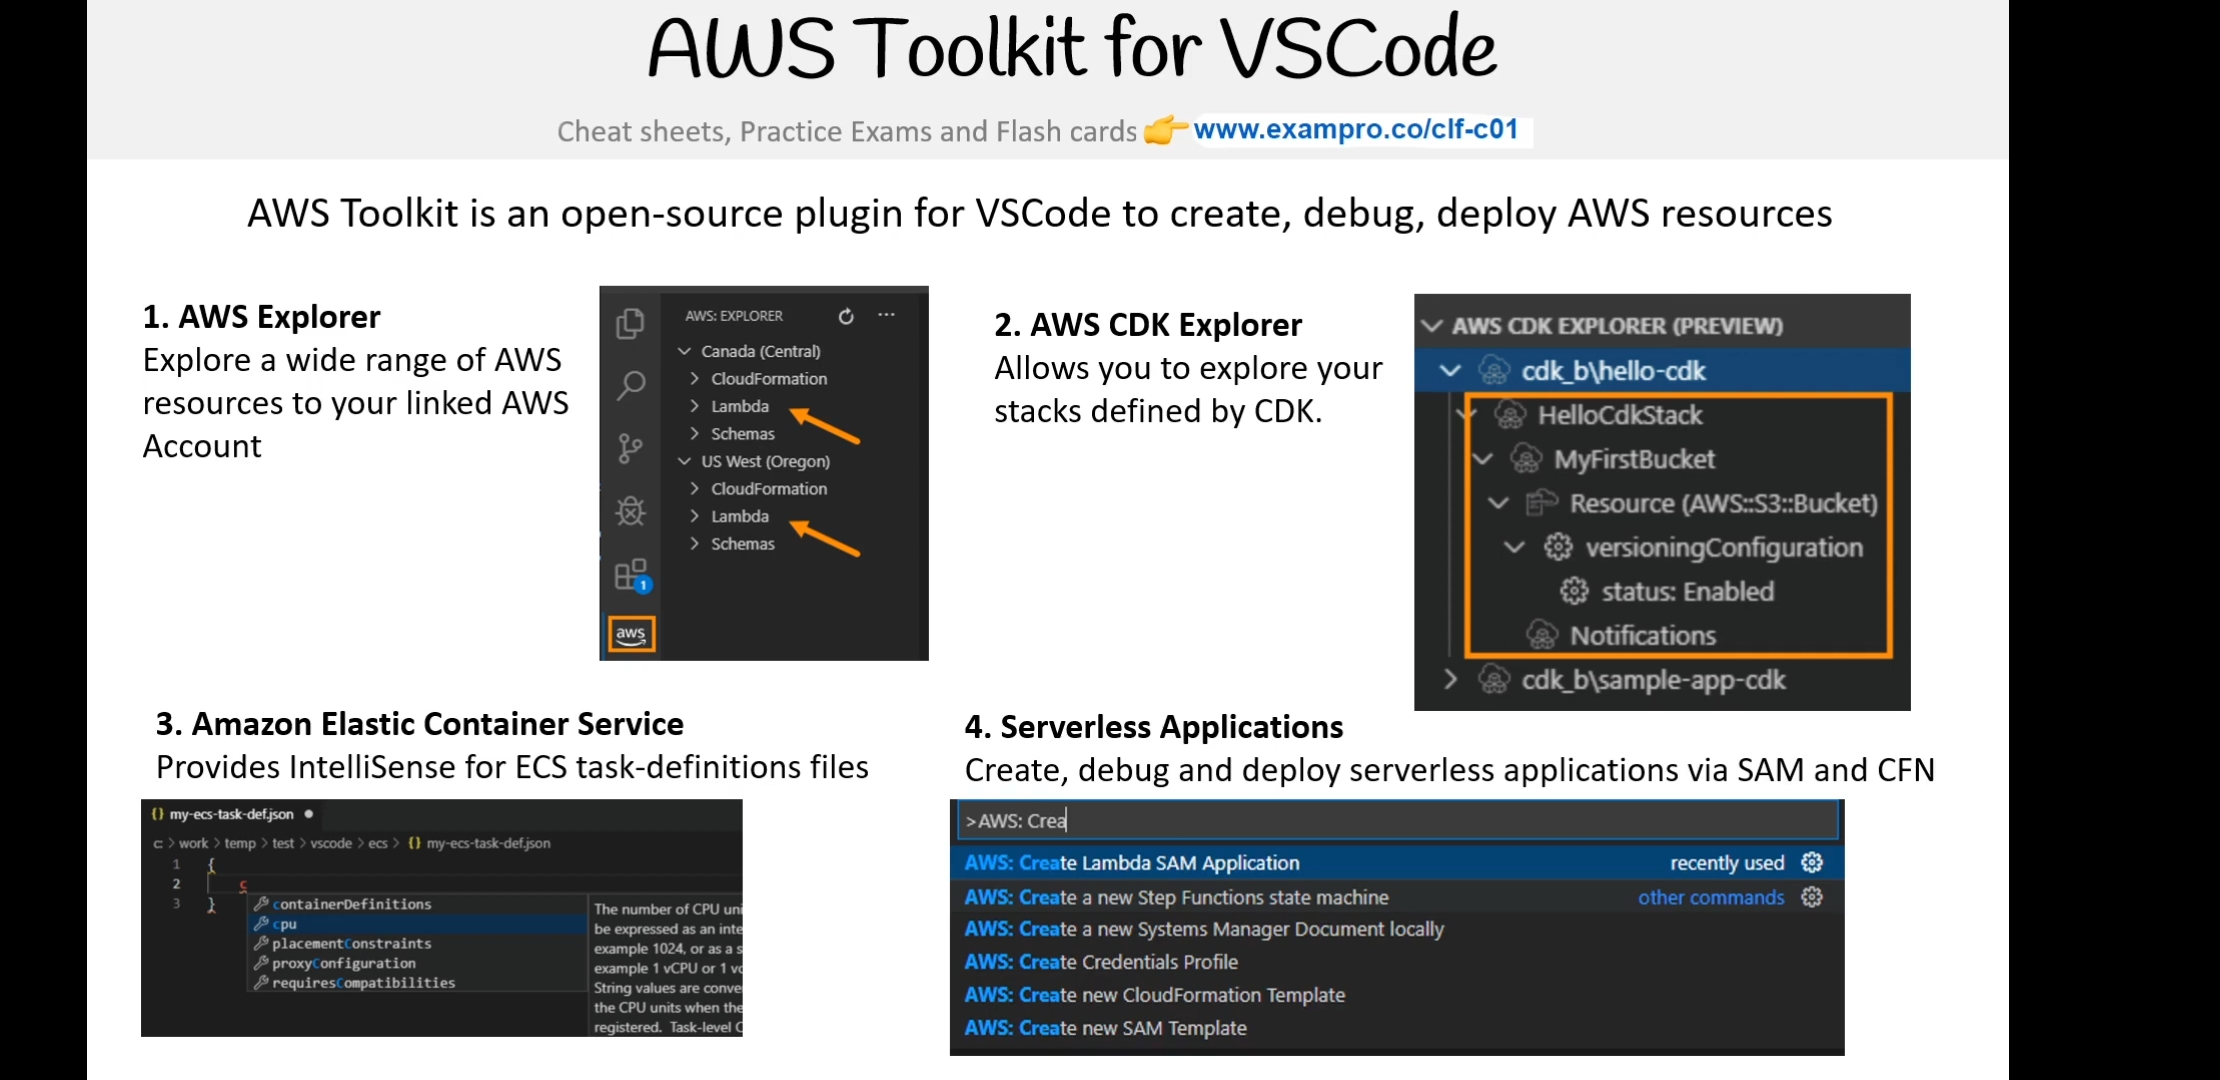 AWS Toolkit for VSCode
Cheat sheets, Practice Exams and Flash cards 👉 www.exampro.co/clf-c01
AWS Toolkit is an open-source plugin for VSCode to create, debug, deploy AWS resources
1. AWS Explorer
Explore a wide range of AWS
resources to your linked AWS
Account
AWS: EXPLORER
Canada (Central)
CloudFormation
Lambda
Schemas
US West (Oregon)
CloudFormation
Lambda
Schemas
1
aws
2. AWS CDK Explorer
Allows you to explore your
stacks defined by CDK.
AWS CDK EXPLORER (PREVIEW)
cdk_b\hello-cdk
HelloCdkStack
MyFirstBucket
Resource (AWS::S3::Bucket)
versioningConfiguration
status: Enabled
Notifications
cdk_b\sample-app-cdk
3. Amazon Elastic Container Service
Provides IntelliSense for ECS task-definitions files
{} my-ecs-task-def.json ●
c: > work > temp > test > vscode > ecs > {} my-ecs-task-def.json
1 {
2 c
3 }
containerDefinitions
cpu
placementConstraints
proxyConfiguration
requiresCompatibilities
The number of CPU uni
be expressed as an inte
example 1024, or as a s
example 1 vCPU or 1 vc
String values are conve
the CPU units when the
registered. Task-level C
4. Serverless Applications
Create, debug and deploy serverless applications via SAM and CFN
>AWS: Crea
AWS: Create Lambda SAM Application recently used
AWS: Create a new Step Functions state machine other commands
AWS: Create a new Systems Manager Document locally
AWS: Create Credentials Profile
AWS: Create new CloudFormation Template
AWS: Create new SAM Template